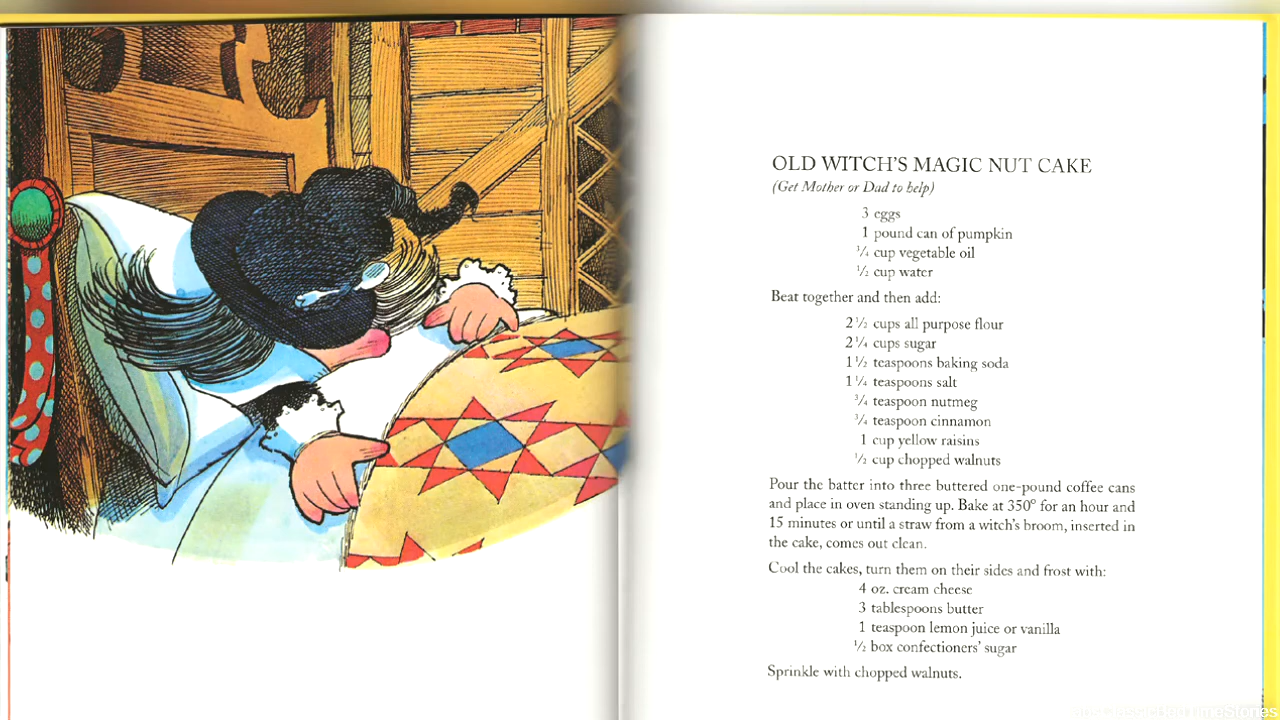 OLD WITCH'S MAGIC NUT CAKE
(Get Mother or Dad to help)
3 eggs
1 pound can of pumpkin
¼ cup vegetable oil
½ cup water
Beat together and then add:
2½ cups all purpose flour
2¼ cups sugar
1½ teaspoons baking soda
1¼ teaspoons salt
¾ teaspoon nutmeg
¾ teaspoon cinnamon
1 cup yellow raisins
½ cup chopped walnuts
Pour the batter into three buttered one-pound coffee cans
and place in oven standing up. Bake at 350° for an hour and
15 minutes or until a straw from a witch's broom, inserted in
the cake, comes out clean.
Cool the cakes, turn them on their sides and frost with:
4 oz. cream cheese
3 tablespoons butter
1 teaspoon lemon juice or vanilla
½ box confectioners' sugar
Sprinkle with chopped walnuts.